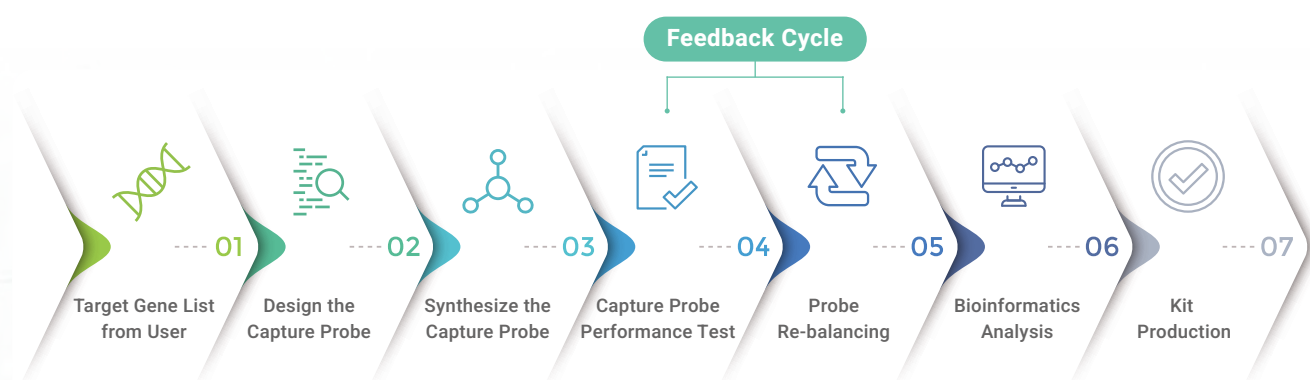 Feedback Cycle
01
02
03
04
05
06
07
Target Gene List
from User
Design the
Capture Probe
Synthesize the
Capture Probe
Capture Probe
Performance Test
Probe
Re-balancing
Bioinformatics
Analysis
Kit
Production